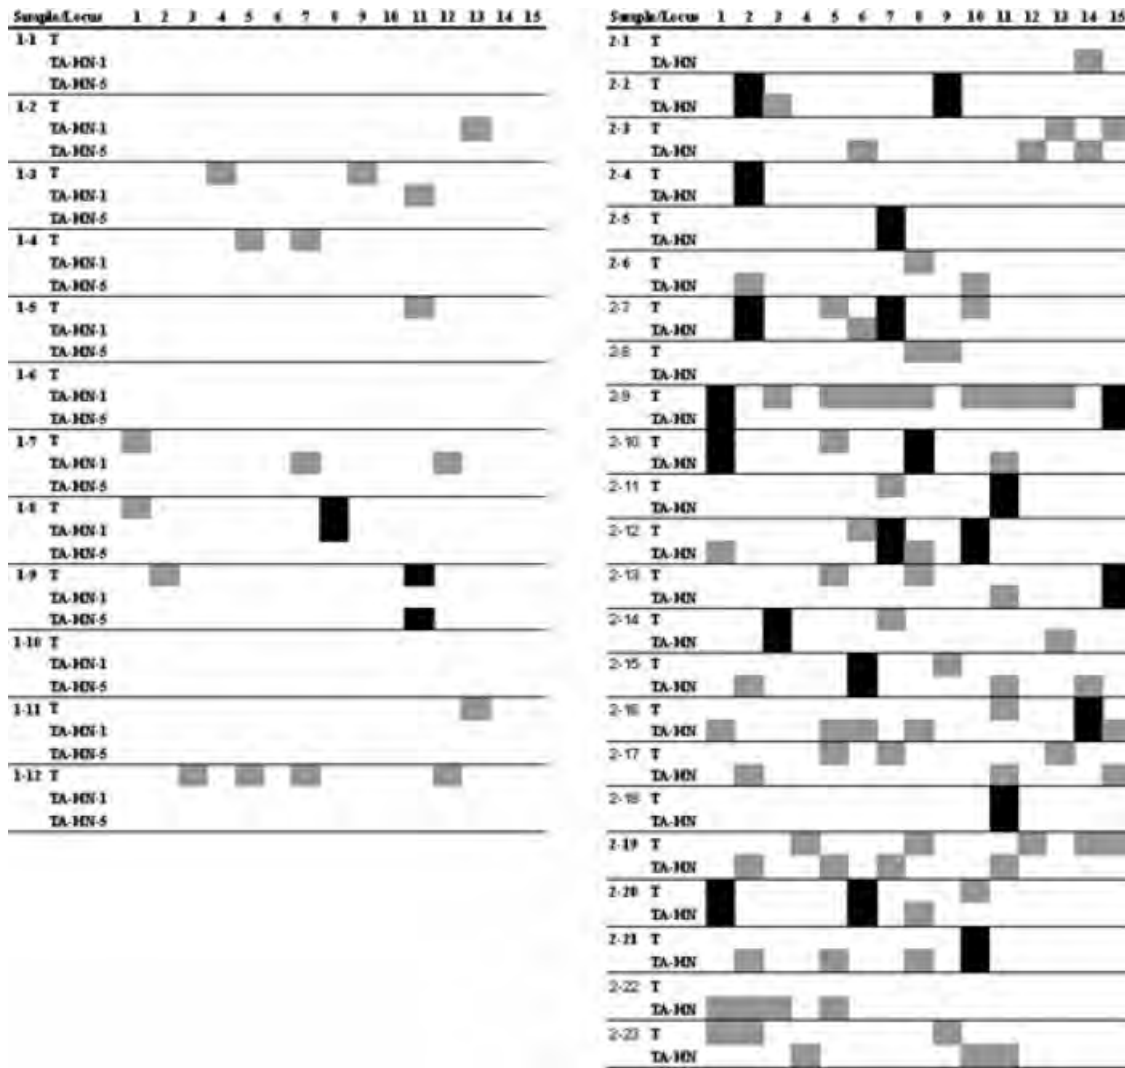 Sample/Locus 1 2 3 4 5 6 7 8 9 10 11 12 13 14 15
1-1 T
TA-HN-1
TA-HN-5
1-2 T
TA-HN-1
TA-HN-5
1-3 T
TA-HN-1
TA-HN-5
1-4 T
TA-HN-1
TA-HN-5
1-5 T
TA-HN-1
TA-HN-5
1-6 T
TA-HN-1
TA-HN-5
1-7 T
TA-HN-1
TA-HN-5
1-8 T
TA-HN-1
TA-HN-5
1-9 T
TA-HN-1
TA-HN-5
1-10 T
TA-HN-1
TA-HN-5
1-11 T
TA-HN-1
TA-HN-5
1-12 T
TA-HN-1
TA-HN-5
Sample/Locus 1 2 3 4 5 6 7 8 9 10 11 12 13 14 15
2-1 T
TA-HN
2-2 T
TA-HN
2-3 T
TA-HN
2-4 T
TA-HN
2-5 T
TA-HN
2-6 T
TA-HN
2-7 T
TA-HN
2-8 T
TA-HN
2-9 T
TA-HN
2-10 T
TA-HN
2-11 T
TA-HN
2-12 T
TA-HN
2-13 T
TA-HN
2-14 T
TA-HN
2-15 T
TA-HN
2-16 T
TA-HN
2-17 T
TA-HN
2-18 T
TA-HN
2-19 T
TA-HN
2-20 T
TA-HN
2-21 T
TA-HN
2-22 T
TA-HN
2-23 T
TA-HN